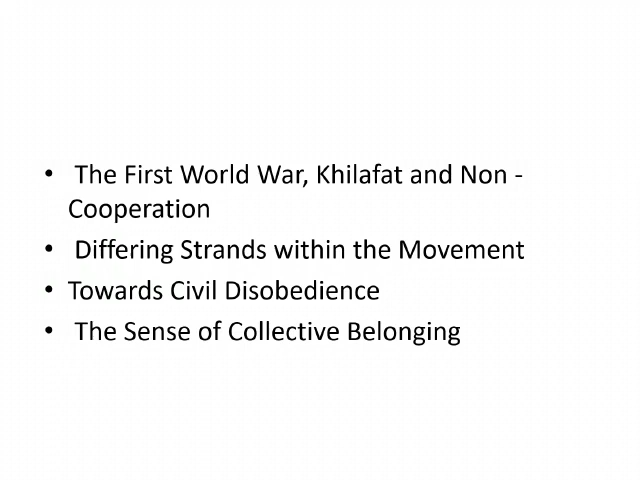 • The First World War, Khilafat and Non -
Cooperation
• Differing Strands within the Movement
• Towards Civil Disobedience
• The Sense of Collective Belonging